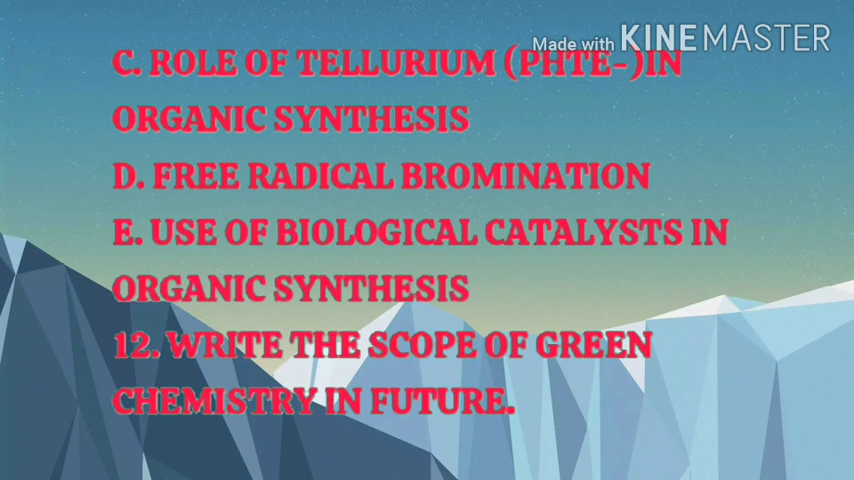 Made with KINEMASTER
C. ROLE OF TELLURIUM (PHTE-)IN
ORGANIC SYNTHESIS
D. FREE RADICAL BROMINATION
E. USE OF BIOLOGICAL CATALYSTS IN
ORGANIC SYNTHESIS
12. WRITE THE SCOPE OF GREEN
CHEMISTRY IN FUTURE.